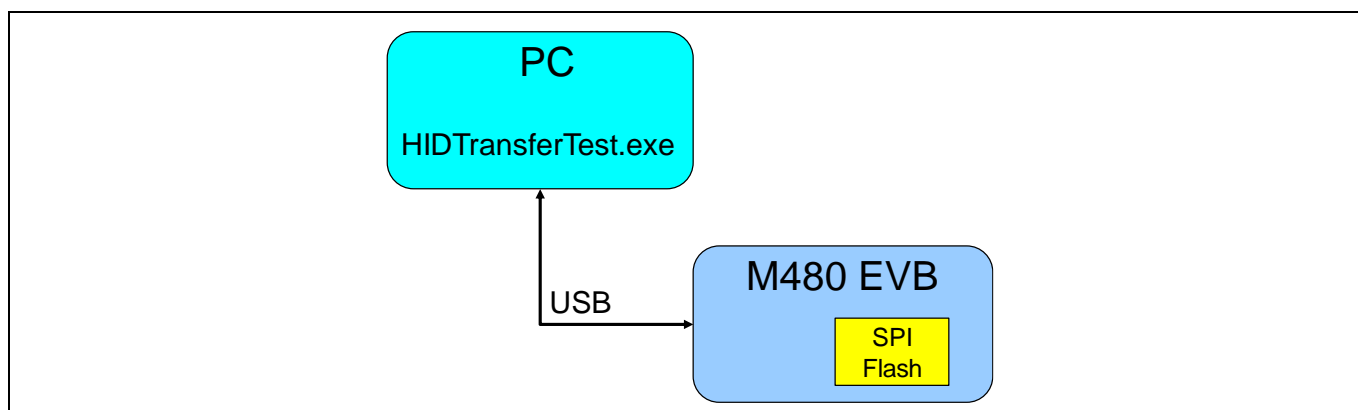 PC
HIDTransferTest.exe
USB
M480 EVB
SPI
Flash